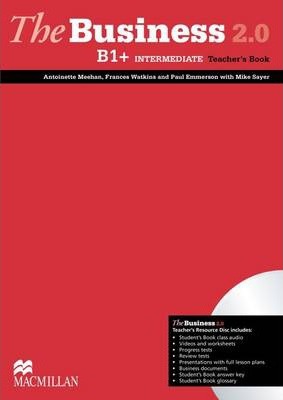 The Business 2.0
B1+ INTERMEDIATE Teacher's Book
Antoinette Meehan, Frances Watkins and Paul Emmerson with Mike Sayer
The Business 2.0
Teacher's Resource Disc includes:
• Student's Book class audio
• Videos and worksheets
• Progress tests
• Review tests
• Presentations with full lesson plans
• Business documents
• Student's Book answer key
• Student's Book glossary
MACMILLAN